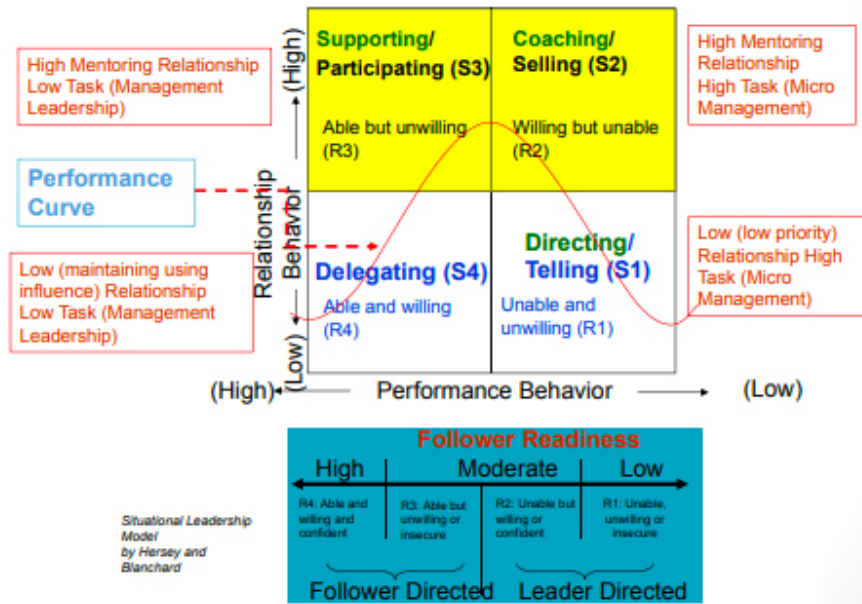 High Mentoring Relationship
Low Task (Management
Leadership)
Performance
Curve
Low (maintaining using
influence) Relationship
Low Task (Management
Leadership)
Relationship
Behavior
(High)
(Low)
Supporting/
Participating (S3)
Able but unwilling
(R3)
Coaching/
Selling (S2)
Willing but unable
(R2)
Delegating (S4)
Able and willing
(R4)
Directing/
Telling (S1)
Unable and
unwilling (R1)
High Mentoring
Relationship
High Task (Micro
Management)
Low (low priority)
Relationship High
Task (Micro
Management)
(High)
Performance Behavior
(Low)
Follower Readiness
High
Moderate
Low
R4: Able and
willing and
confident
R3: Able but
unwilling or
insecure
R2: Unable but
willing or
confident
R1: Unable,
unwilling or
insecure
Follower Directed
Leader Directed
Situational Leadership
Model
by Hersey and
Blanchard